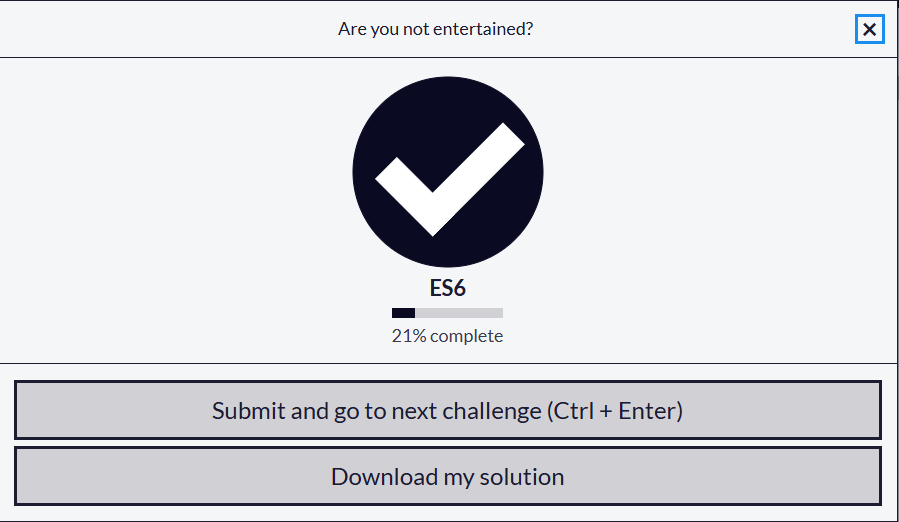 Are you not entertained?
ES6
21% complete
Submit and go to next challenge (Ctrl + Enter)
Download my solution